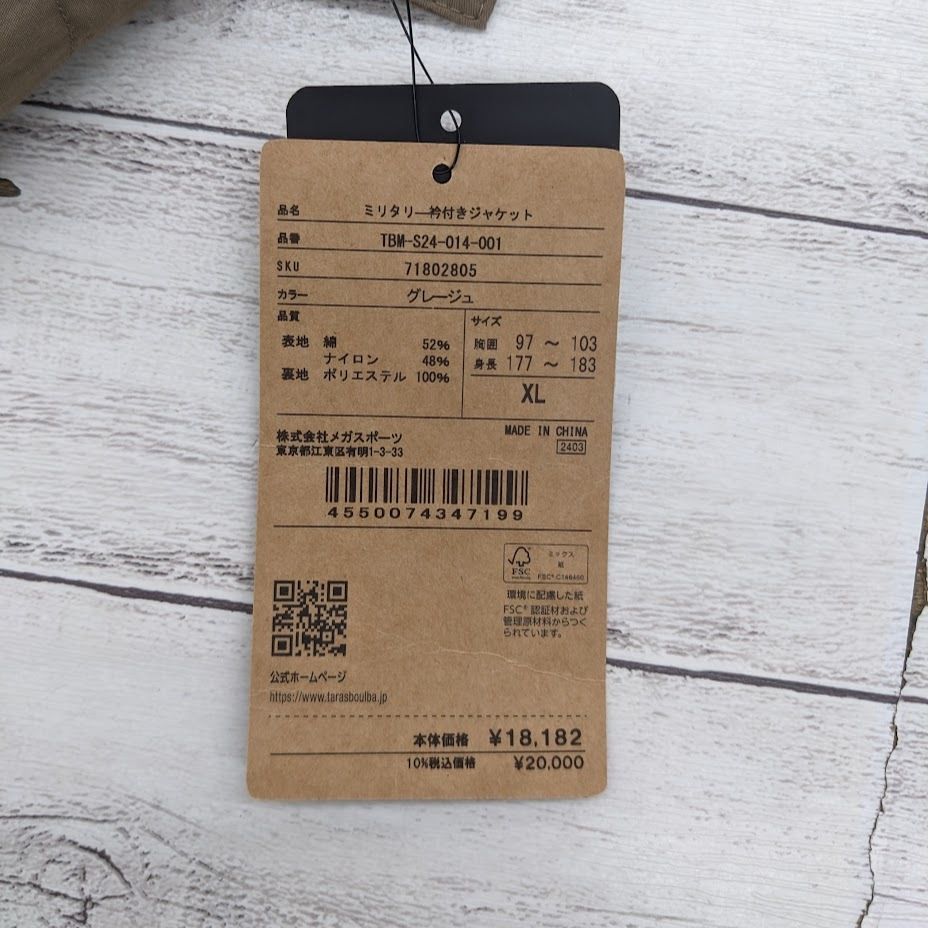 品名 ミリタリー衿付きジャケット
品番 TBM-S24-014-001
SKU 71802805
カラー グレージュ
品質
表地 綿 52%
ナイロン 48%
裏地 ポリエステル 100%
サイズ
胸囲 97 ～ 103
身長 177 ～ 183
XL
株式会社メガスポーツ
東京都江東区有明1-3-33
MADE IN CHINA
2403
4550074347199
FSC
ミックス
紙
FSC® C146460
環境に配慮した紙
FSC® 認証材および
管理原材料からつく
られています。
公式ホームページ
https://www.tarasboulba.jp
本体価格 ¥18,182
10%税込価格 ¥20,000